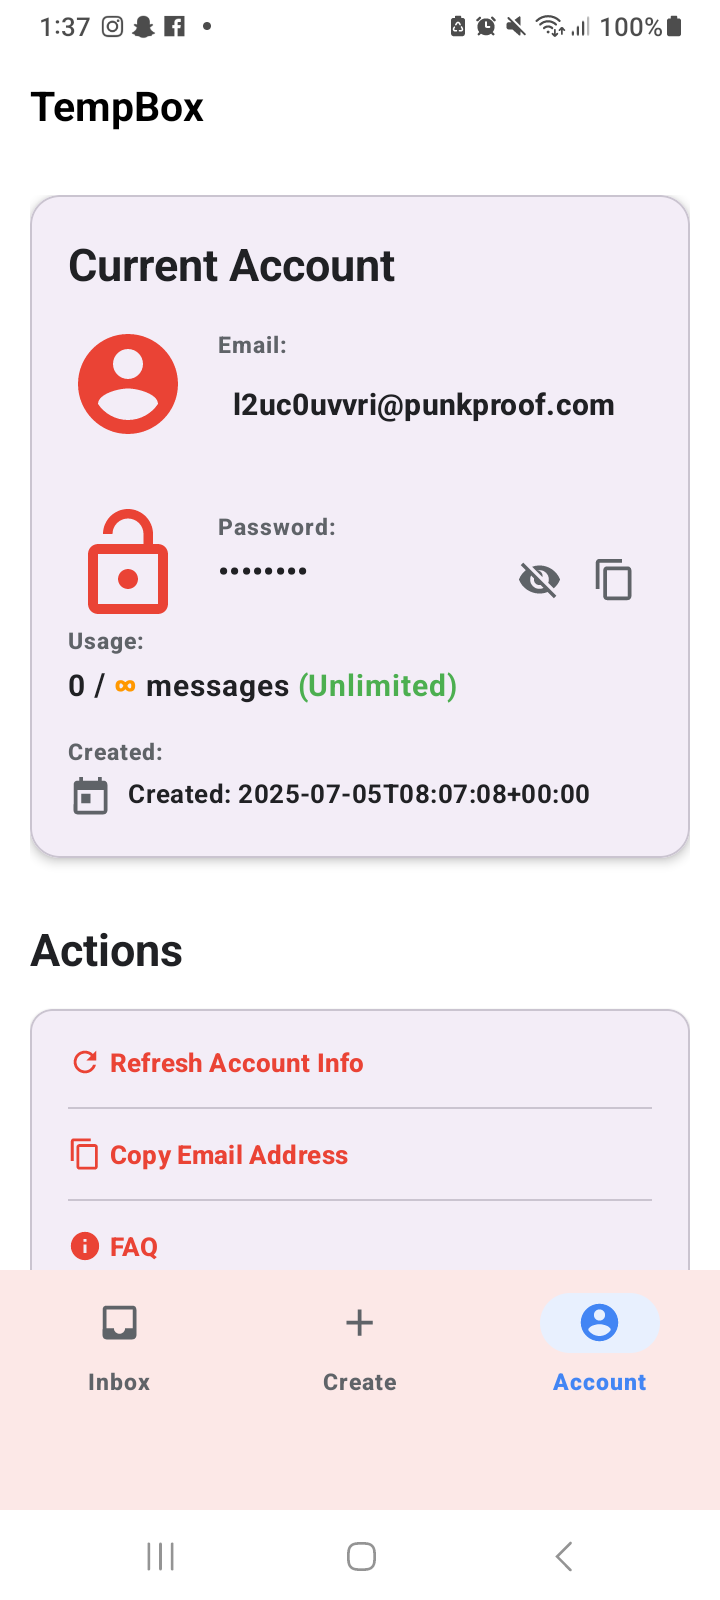 1:37
100%
TempBox
Current Account
Email:
l2uc0uvvri@punkproof.com
Password:
••••••••
Usage:
0 / ∞ messages (Unlimited)
Created:
Created: 2025-07-05T08:07:08+00:00
Actions
Refresh Account Info
Copy Email Address
FAQ
Inbox
Create
Account